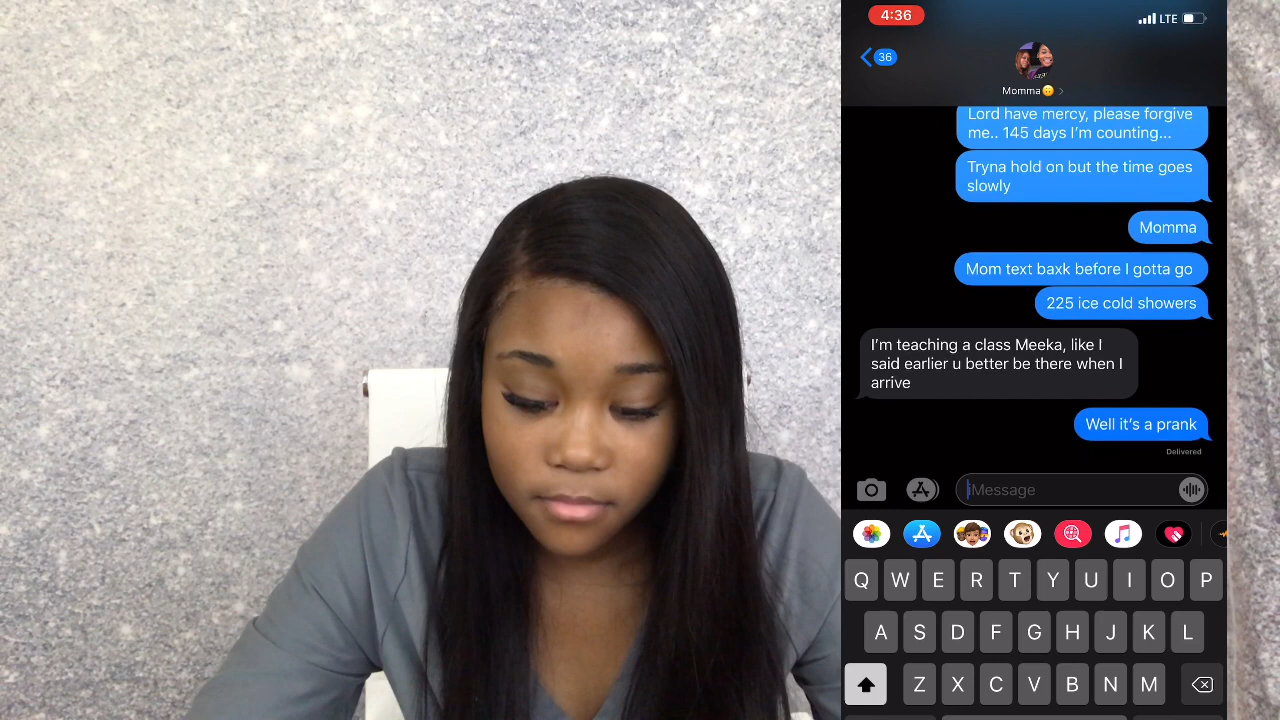 4:36
LTE
36
Momma
Lord have mercy, please forgive
me.. 145 days I’m counting...
Tryna hold on but the time goes
slowly
Momma
Mom text baxk before I gotta go
225 ice cold showers
I’m teaching a class Meeka, like I
said earlier u better be there when I
arrive
Well it’s a prank
Delivered
iMessage
Q W E R T Y U I O P
A S D F G H J K L
Z X C V B N M